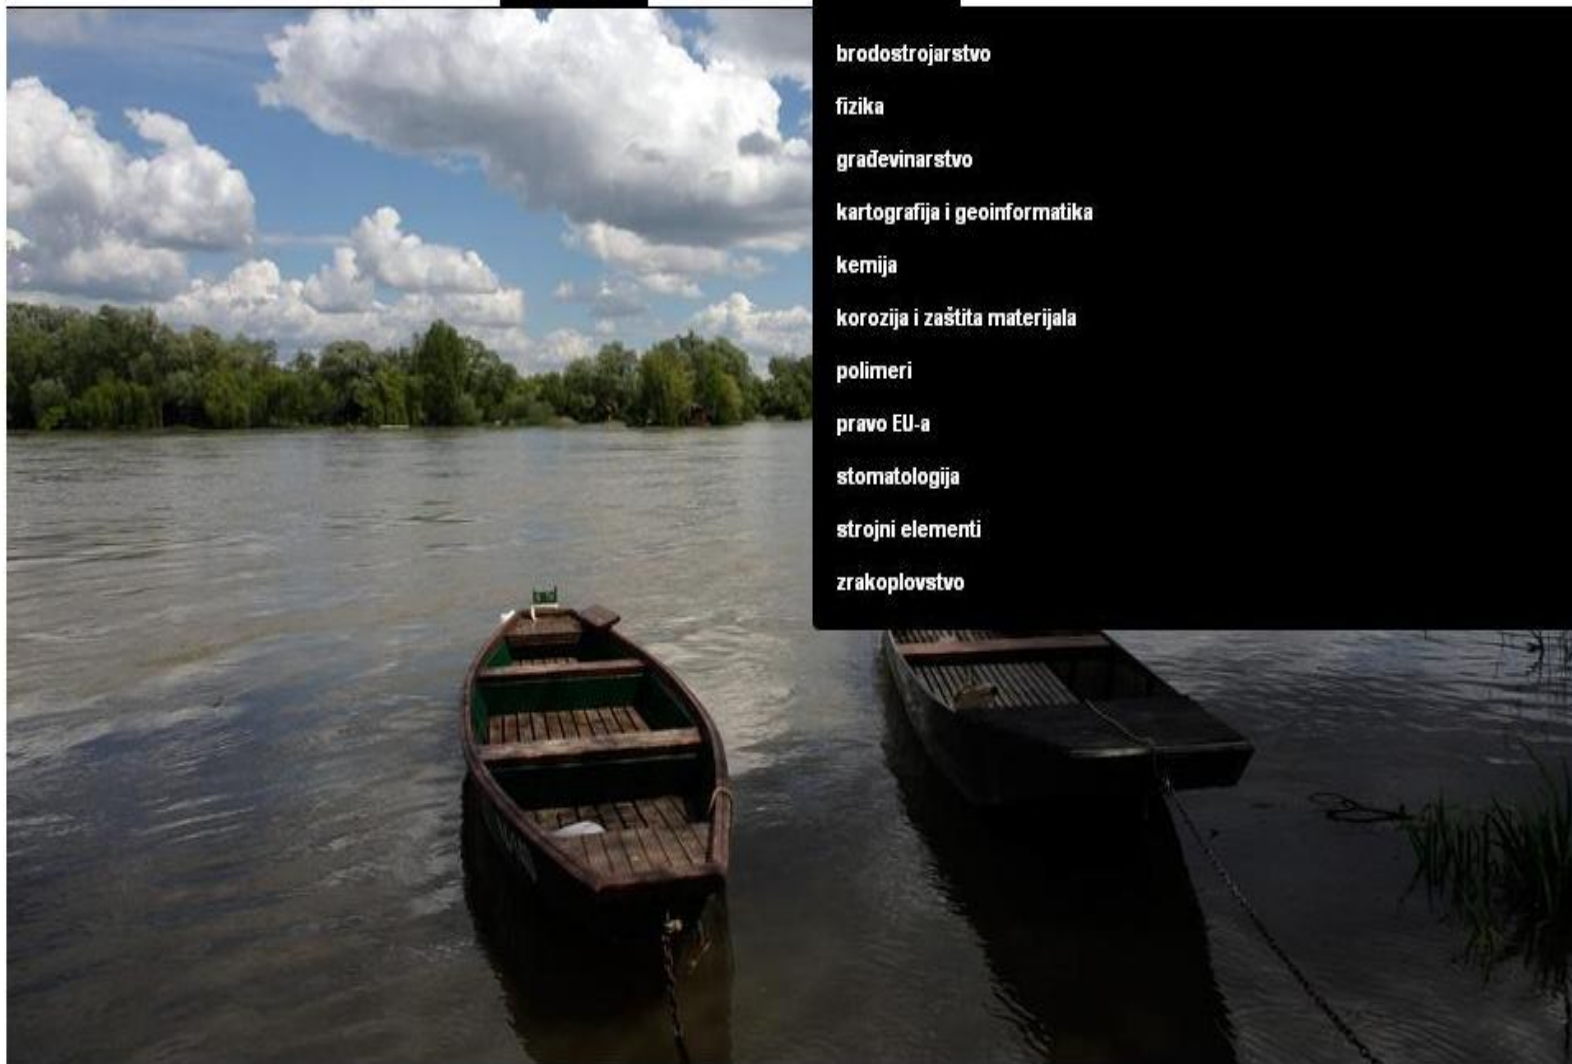 brodostrojarstvo
fizika
građevinarstvo
kartografija i geoinformatika
kemija
korozija i zaštita materijala
polimeri
pravo EU-a
stomatologija
strojni elementi
zrakoplovstvo